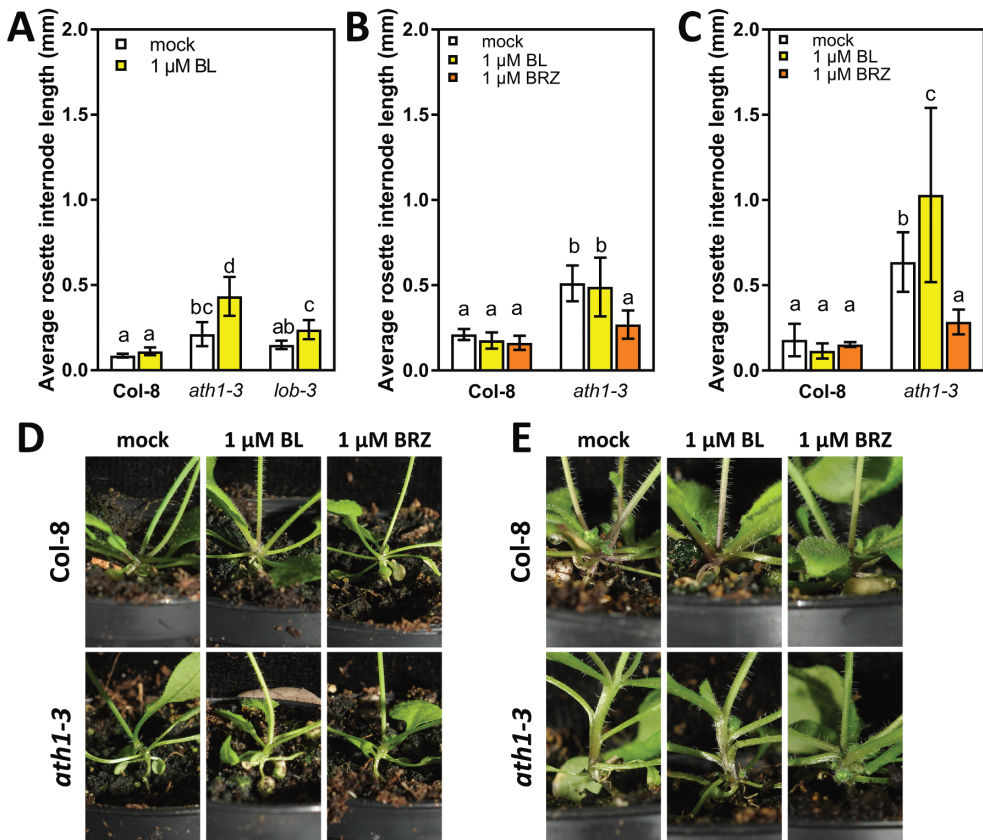 A
Average rosette internode length (mm)
2.0
1.5
1.0
0.5
0.0
mock
1 µM BL
a
a
bc
d
ab
c
Col-8
ath1-3
lob-3
B
Average rosette internode length (mm)
2.0
1.5
1.0
0.5
0.0
mock
1 µM BL
1 µM BRZ
a
a
a
b
b
a
Col-8
ath1-3
C
Average rosette internode length (mm)
2.0
1.5
1.0
0.5
0.0
mock
1 µM BL
1 µM BRZ
a
a
a
b
c
a
Col-8
ath1-3
D
mock
1 µM BL
1 µM BRZ
Col-8
ath1-3
E
mock
1 µM BL
1 µM BRZ
Col-8
ath1-3